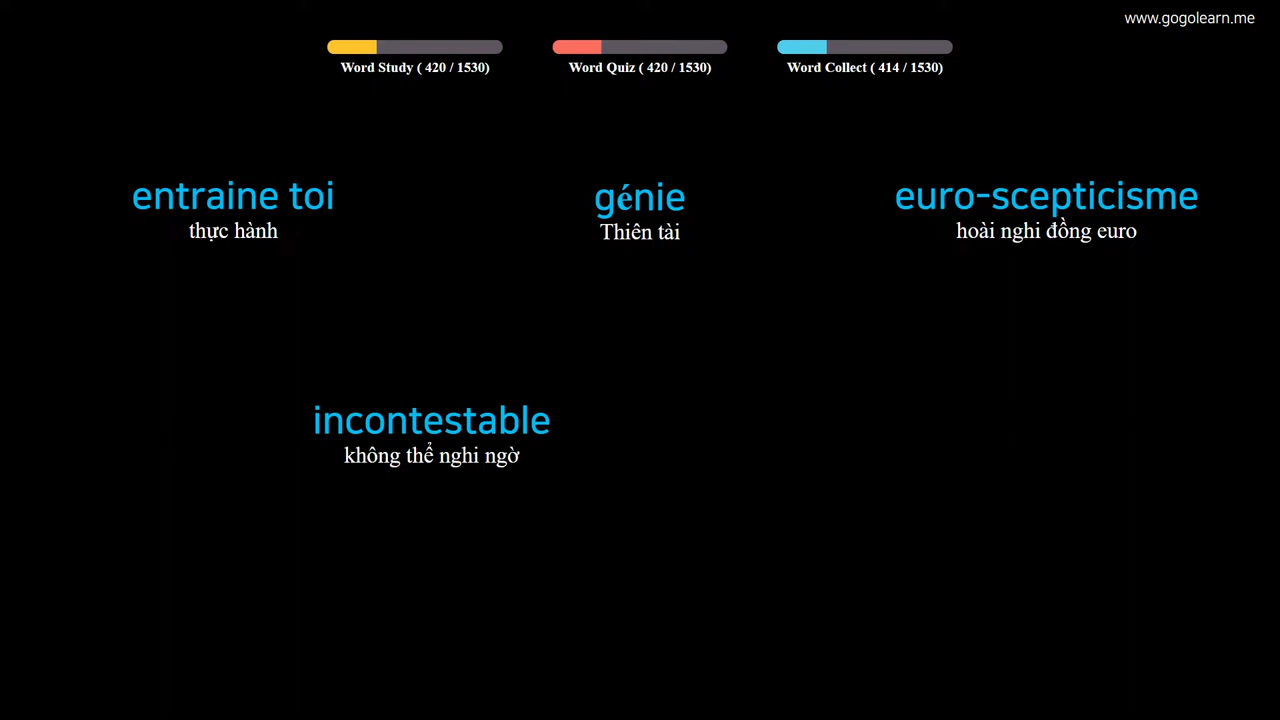 www.gogolearn.me
Word Study ( 420 / 1530)
Word Quiz ( 420 / 1530)
Word Collect ( 414 / 1530)
entraine toi
thực hành
génie
Thiên tài
euro-scepticisme
hoài nghi đồng euro
incontestable
không thể nghi ngờ